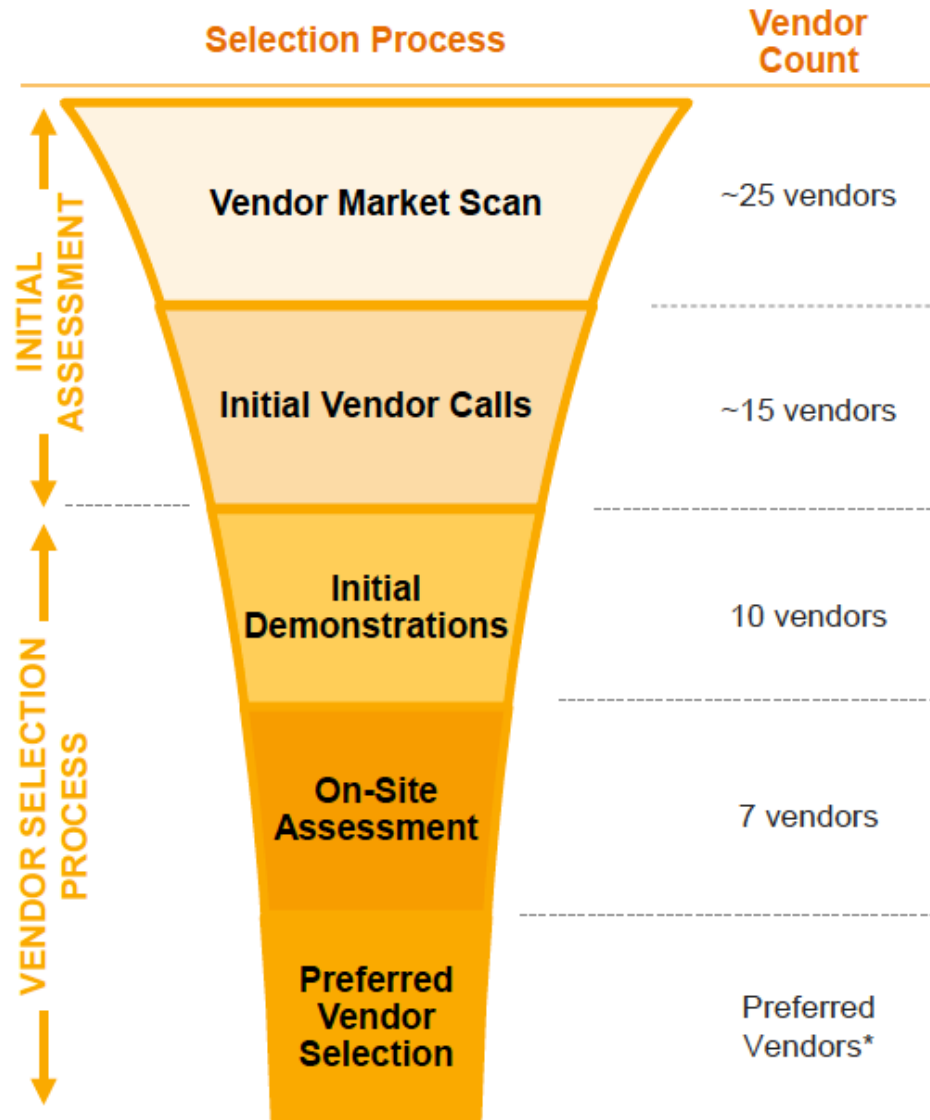 Selection Process
Vendor
Count
INITIAL
ASSESSMENT
Vendor Market Scan
~25 vendors
Initial Vendor Calls
~15 vendors
VENDOR SELECTION
PROCESS
Initial
Demonstrations
10 vendors
On-Site
Assessment
7 vendors
Preferred
Vendor
Selection
Preferred
Vendors*